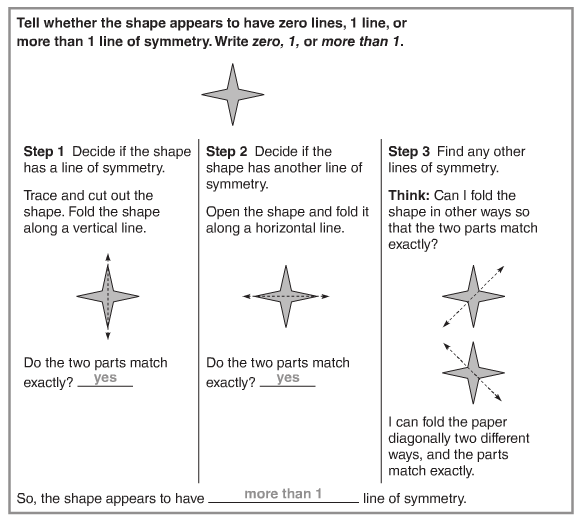 Tell whether the shape appears to have zero lines, 1 line, or
more than 1 line of symmetry. Write zero, 1, or more than 1.
Step 1 Decide if the shape
has a line of symmetry.
Trace and cut out the
shape. Fold the shape
along a vertical line.
Do the two parts match
exactly? yes
Step 2 Decide if the
shape has another line of
symmetry.
Open the shape and fold it
along a horizontal line.
Do the two parts match
exactly? yes
Step 3 Find any other
lines of symmetry.
Think: Can I fold the
shape in other ways so
that the two parts match
exactly?
I can fold the paper
diagonally two different
ways, and the parts
match exactly.
So, the shape appears to have more than 1 line of symmetry.